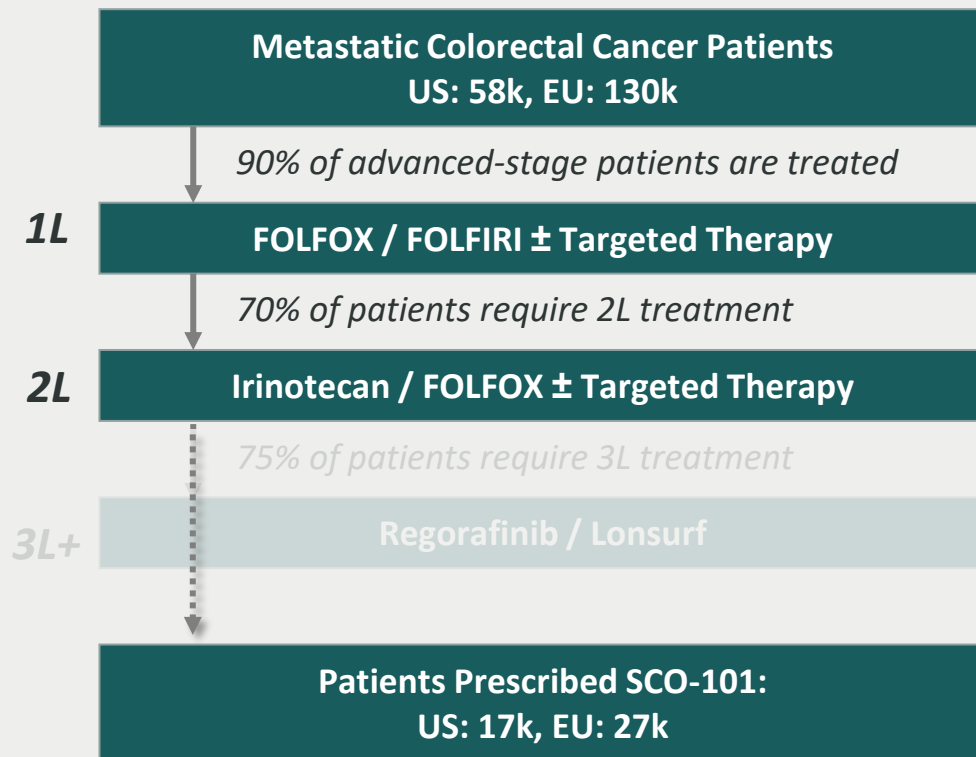 Metastatic Colorectal Cancer Patients
US: 58k, EU: 130k
90% of advanced-stage patients are treated
1L
FOLFOX / FOLFIRI ± Targeted Therapy
70% of patients require 2L treatment
2L
Irinotecan / FOLFOX ± Targeted Therapy
75% of patients require 3L treatment
3L+
Regorafinib / Lonsurf
Patients Prescribed SCO-101:
US: 17k, EU: 27k